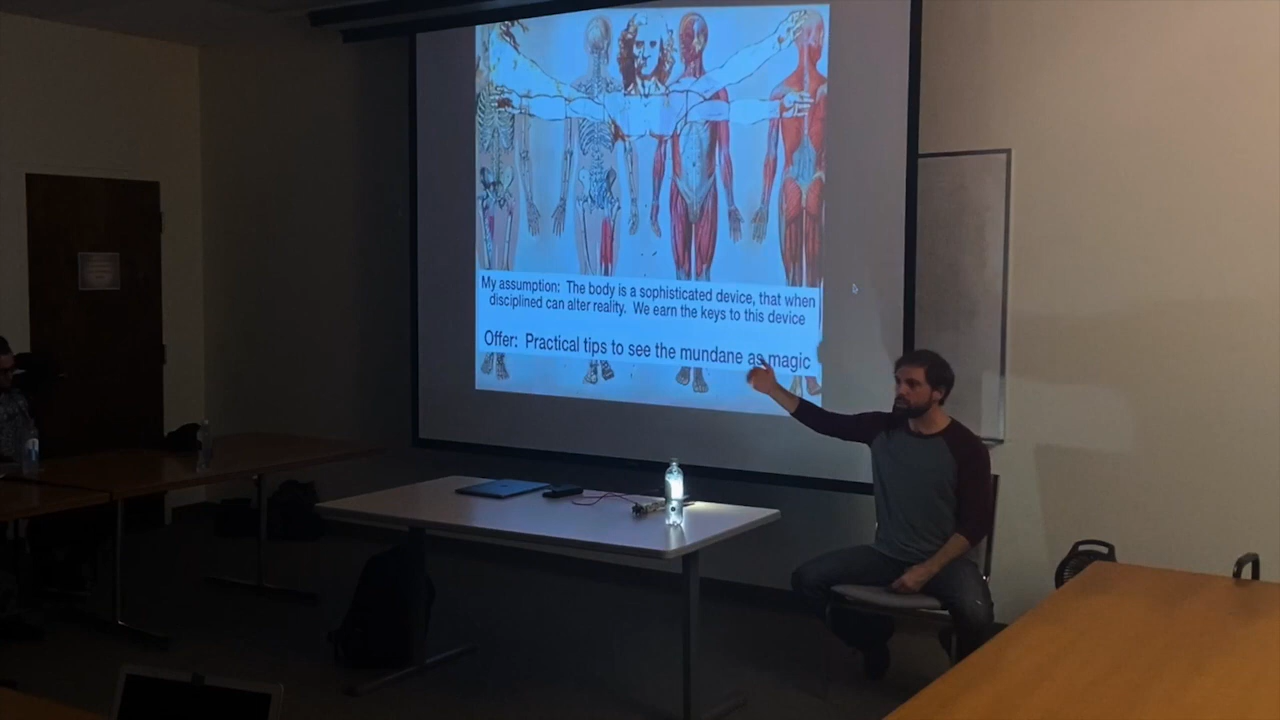 My assumption: The body is a sophisticated device, that when
disciplined can alter reality. We earn the keys to this device
Offer: Practical tips to see the mundane as magic